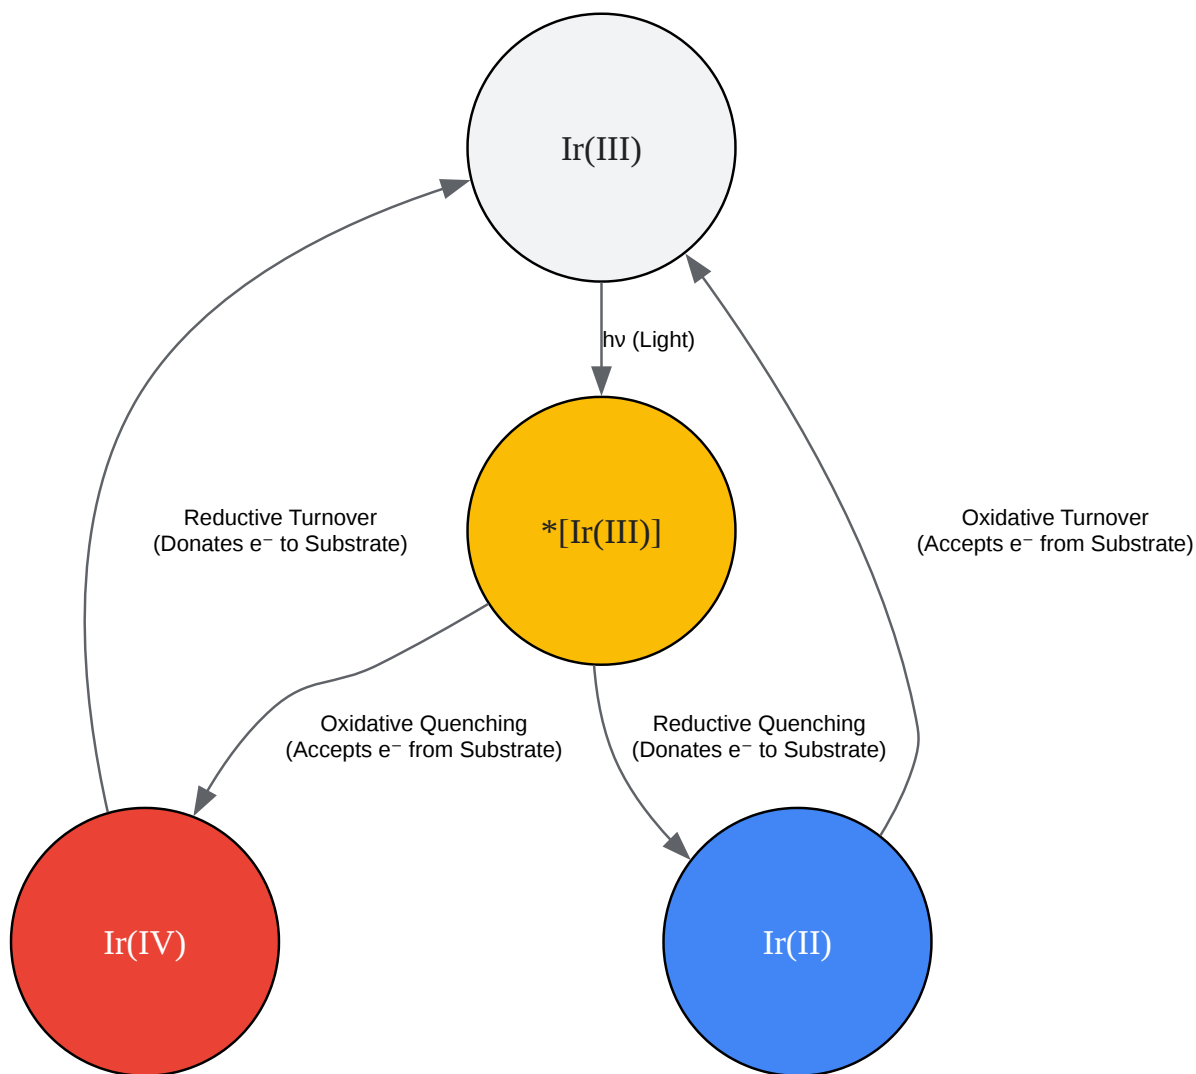 Ir(III)
hν (Light)
*[Ir(III)]
Reductive Turnover
(Donates e⁻ to Substrate)
Oxidative Turnover
(Accepts e⁻ from Substrate)
Oxidative Quenching
(Accepts e⁻ from Substrate)
Reductive Quenching
(Donates e⁻ to Substrate)
Ir(IV)
Ir(II)